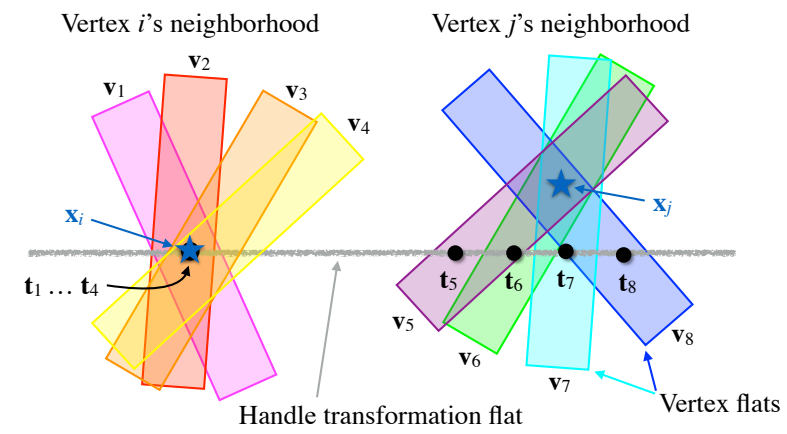 Vertex i's neighborhood
Vertex j's neighborhood
v1
v2
v3
v4
xi
t1 ... t4
xj
t5
t6
t7
t8
v5
v6
v7
v8
Vertex flats
Handle transformation flat